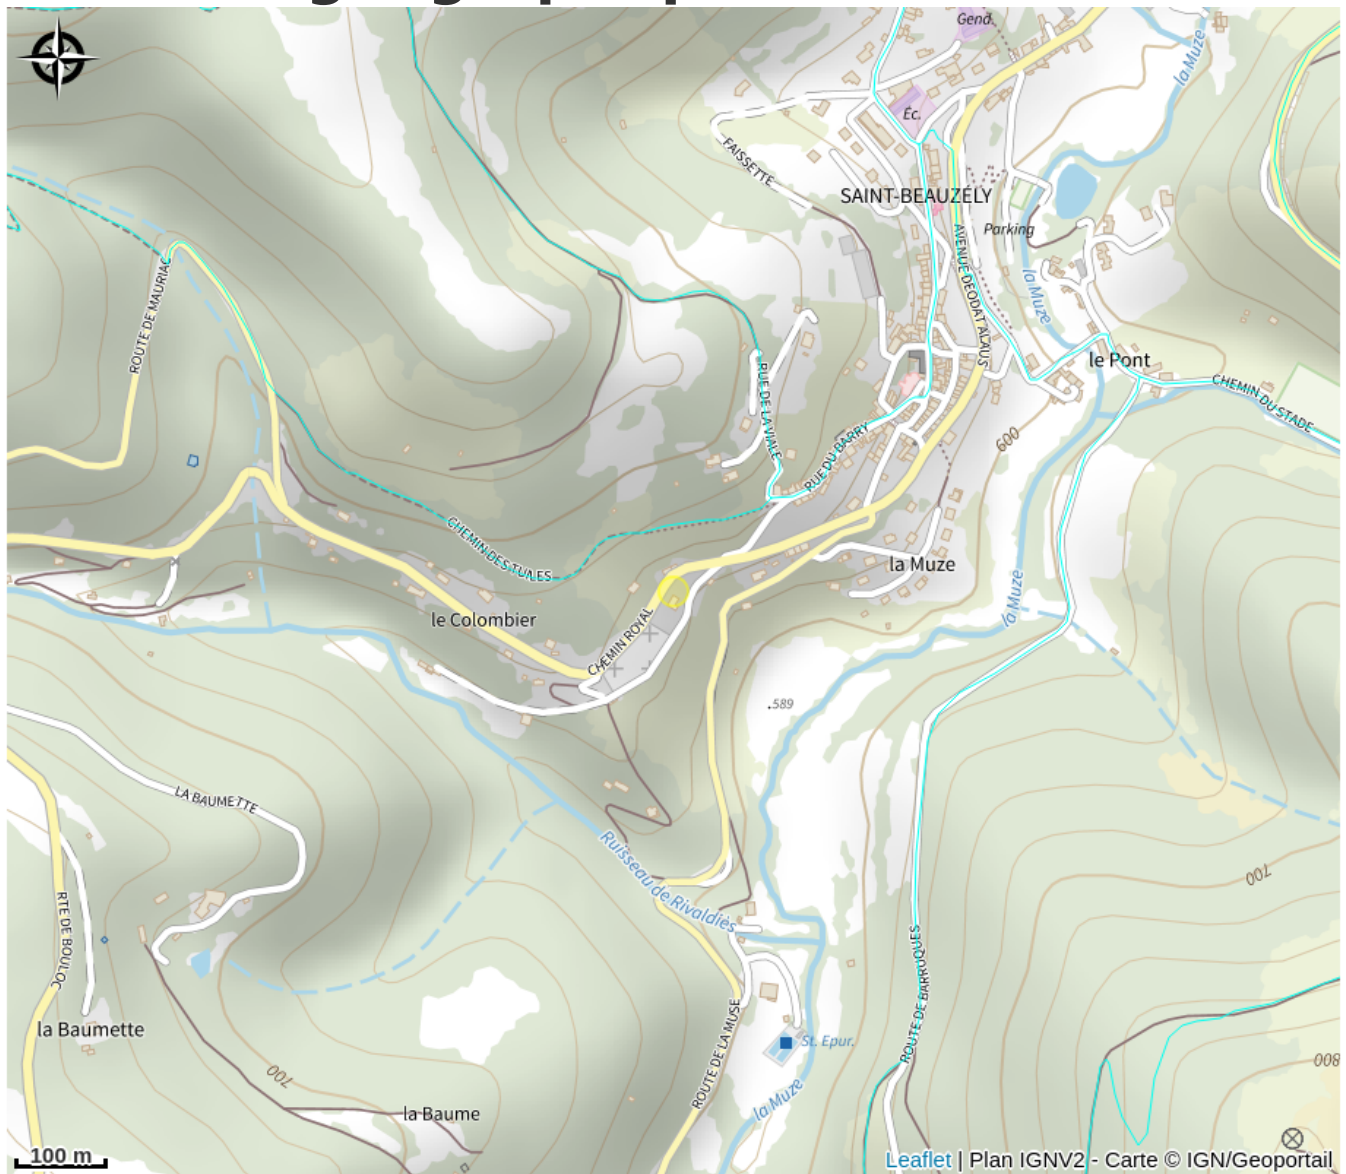 Gend.
la Muze
Éc.
FAISSETTE
SAINT-BEAUZÉLY
Parking
AVENUE DEODAT ALAUS
la Muze
ROUTE DE MAURIAC
le Pont
CHEMIN DU STADE
RUE DE LA VIALE
RUE DU BARRY
600
CHEMIN DES TUILES
la Muze
la Muze
le Colombier
CHEMIN ROYAL
.589
LA BAUMETTE
Ruisseau de Rivaldiès
700
RTE DE BOULOC
ROUTE DE BARRUQUES
la Baumette
ROUTE DE LA MUSE
St. Epur.
800
700
la Muze
la Baume
100 m
Leaflet | Plan IGNV2 - Carte © IGN/Geoportail